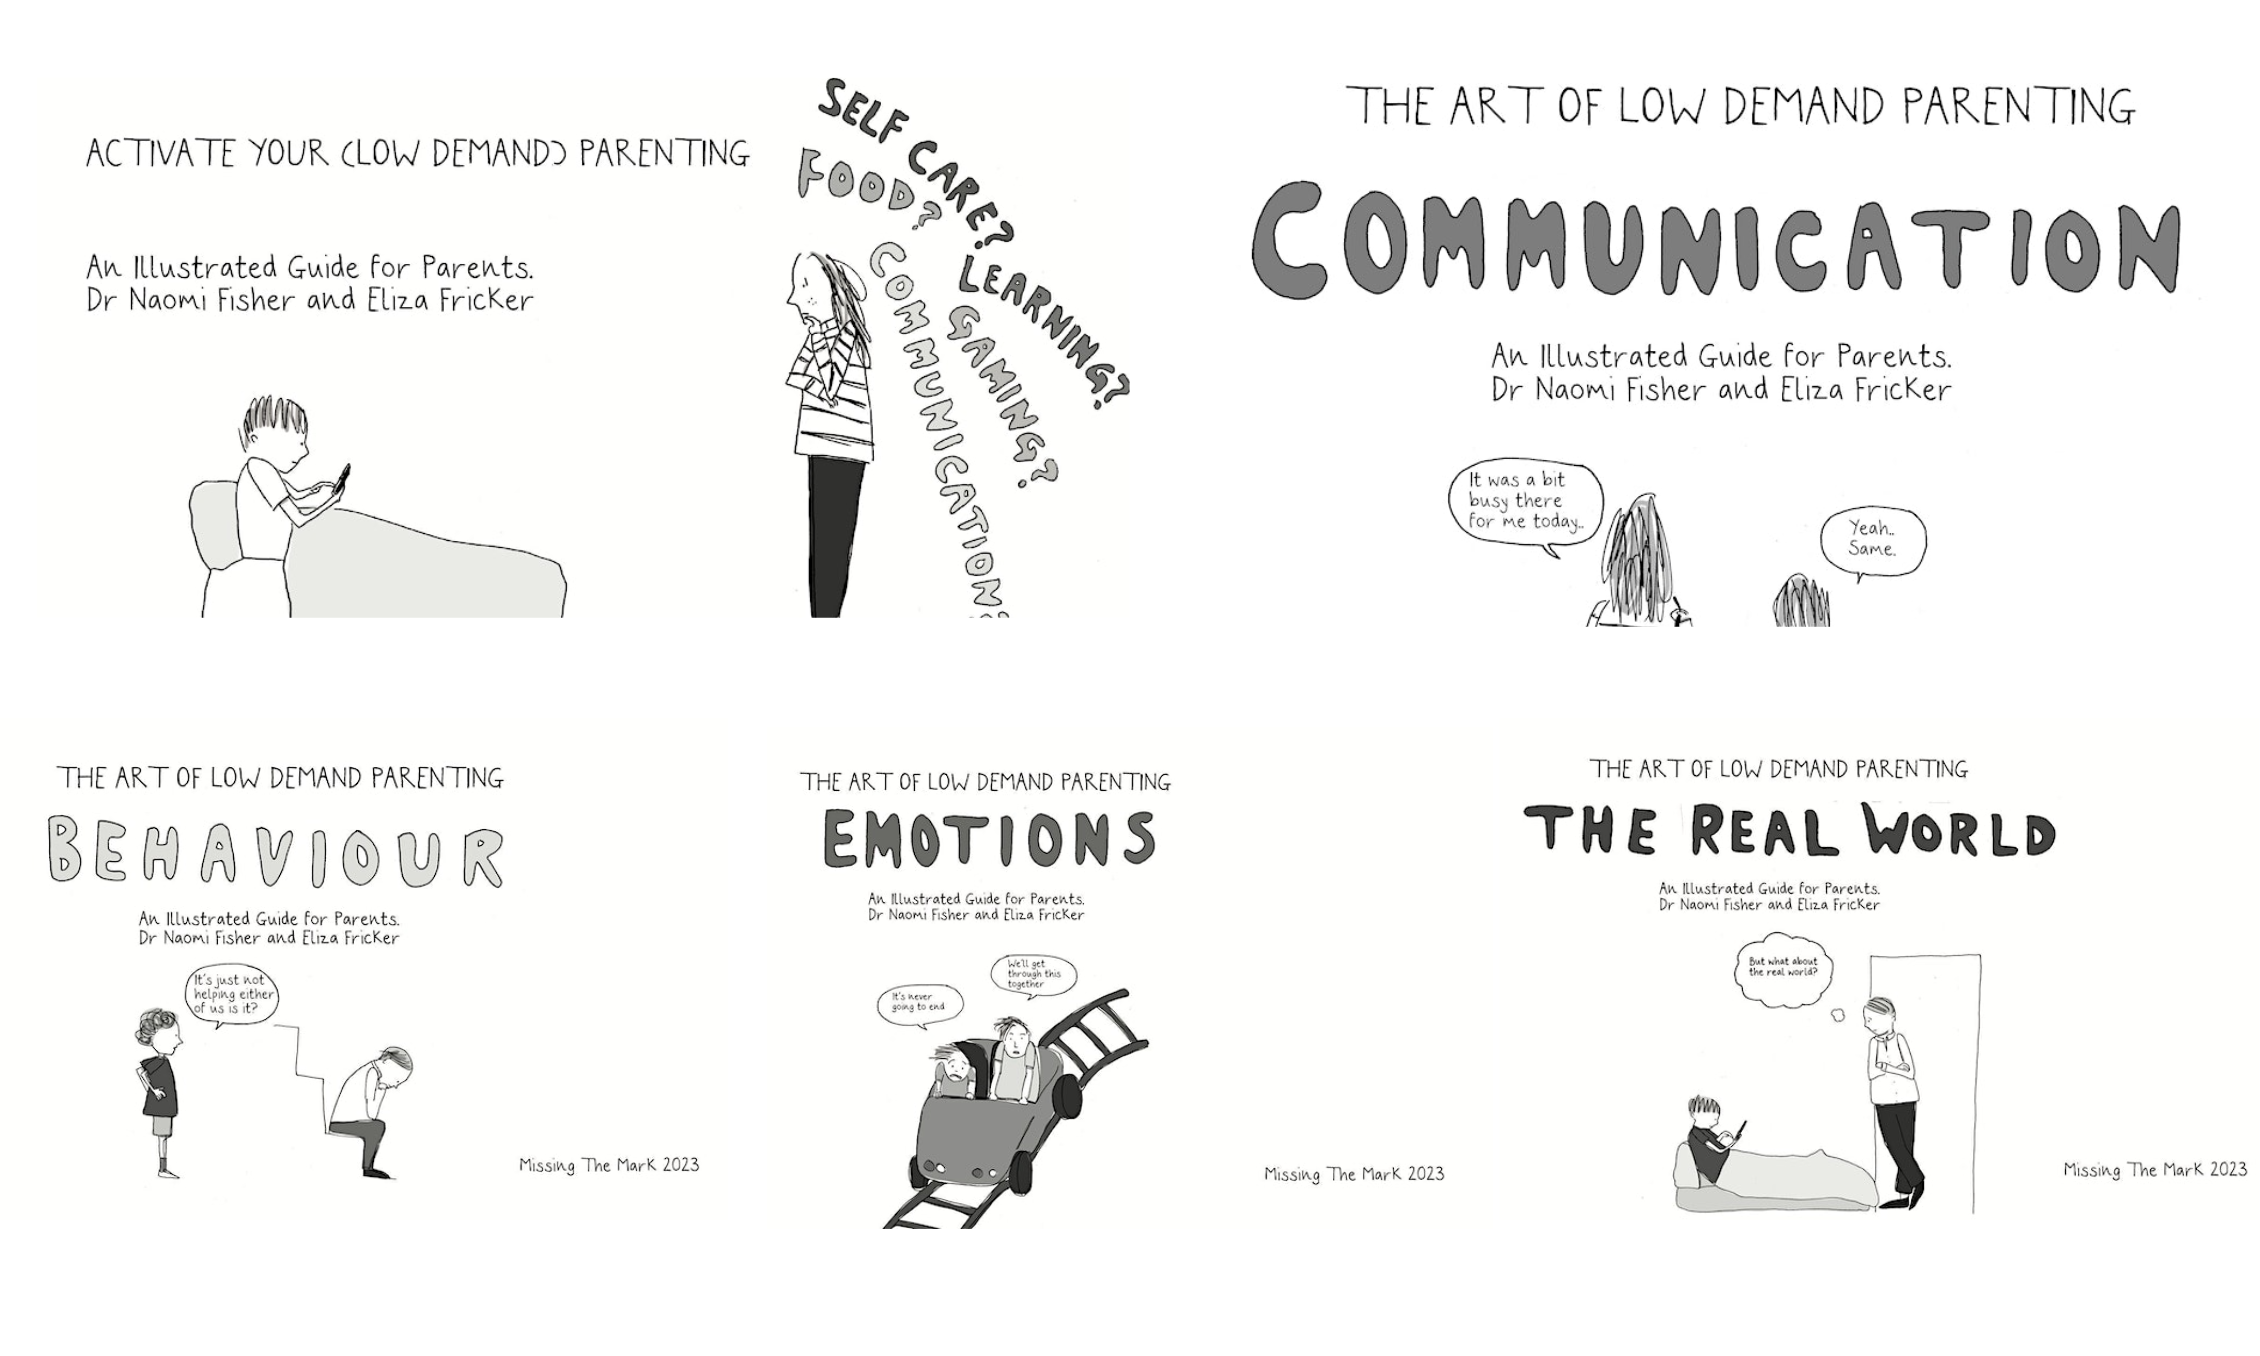 ACTIVATE YOUR (LOW DEMAND) PARENTING
An Illustrated Guide for Parents.
Dr Naomi Fisher and Eliza Fricker
SELF CARE?
FOOD?
LEARNING?
GAMING?
COMMUNICATION?
THE ART OF LOW DEMAND PARENTING
COMMUNICATION
An Illustrated Guide for Parents.
Dr Naomi Fisher and Eliza Fricker
It was a bit
busy there
for me today..
Yeah..
Same.
THE ART OF LOW DEMAND PARENTING
BEHAVIOUR
An Illustrated Guide for Parents.
Dr Naomi Fisher and Eliza Fricker
It's just not
helping either
of us is it?
Missing The Mark 2023
THE ART OF LOW DEMAND PARENTING
EMOTIONS
An Illustrated Guide for Parents.
Dr Naomi Fisher and Eliza Fricker
It's never
going to end
We'll get
through this
together
Missing The Mark 2023
THE ART OF LOW DEMAND PARENTING
THE REAL WORLD
An Illustrated Guide for Parents.
Dr Naomi Fisher and Eliza Fricker
But what about
the real world?
Missing The Mark 2023